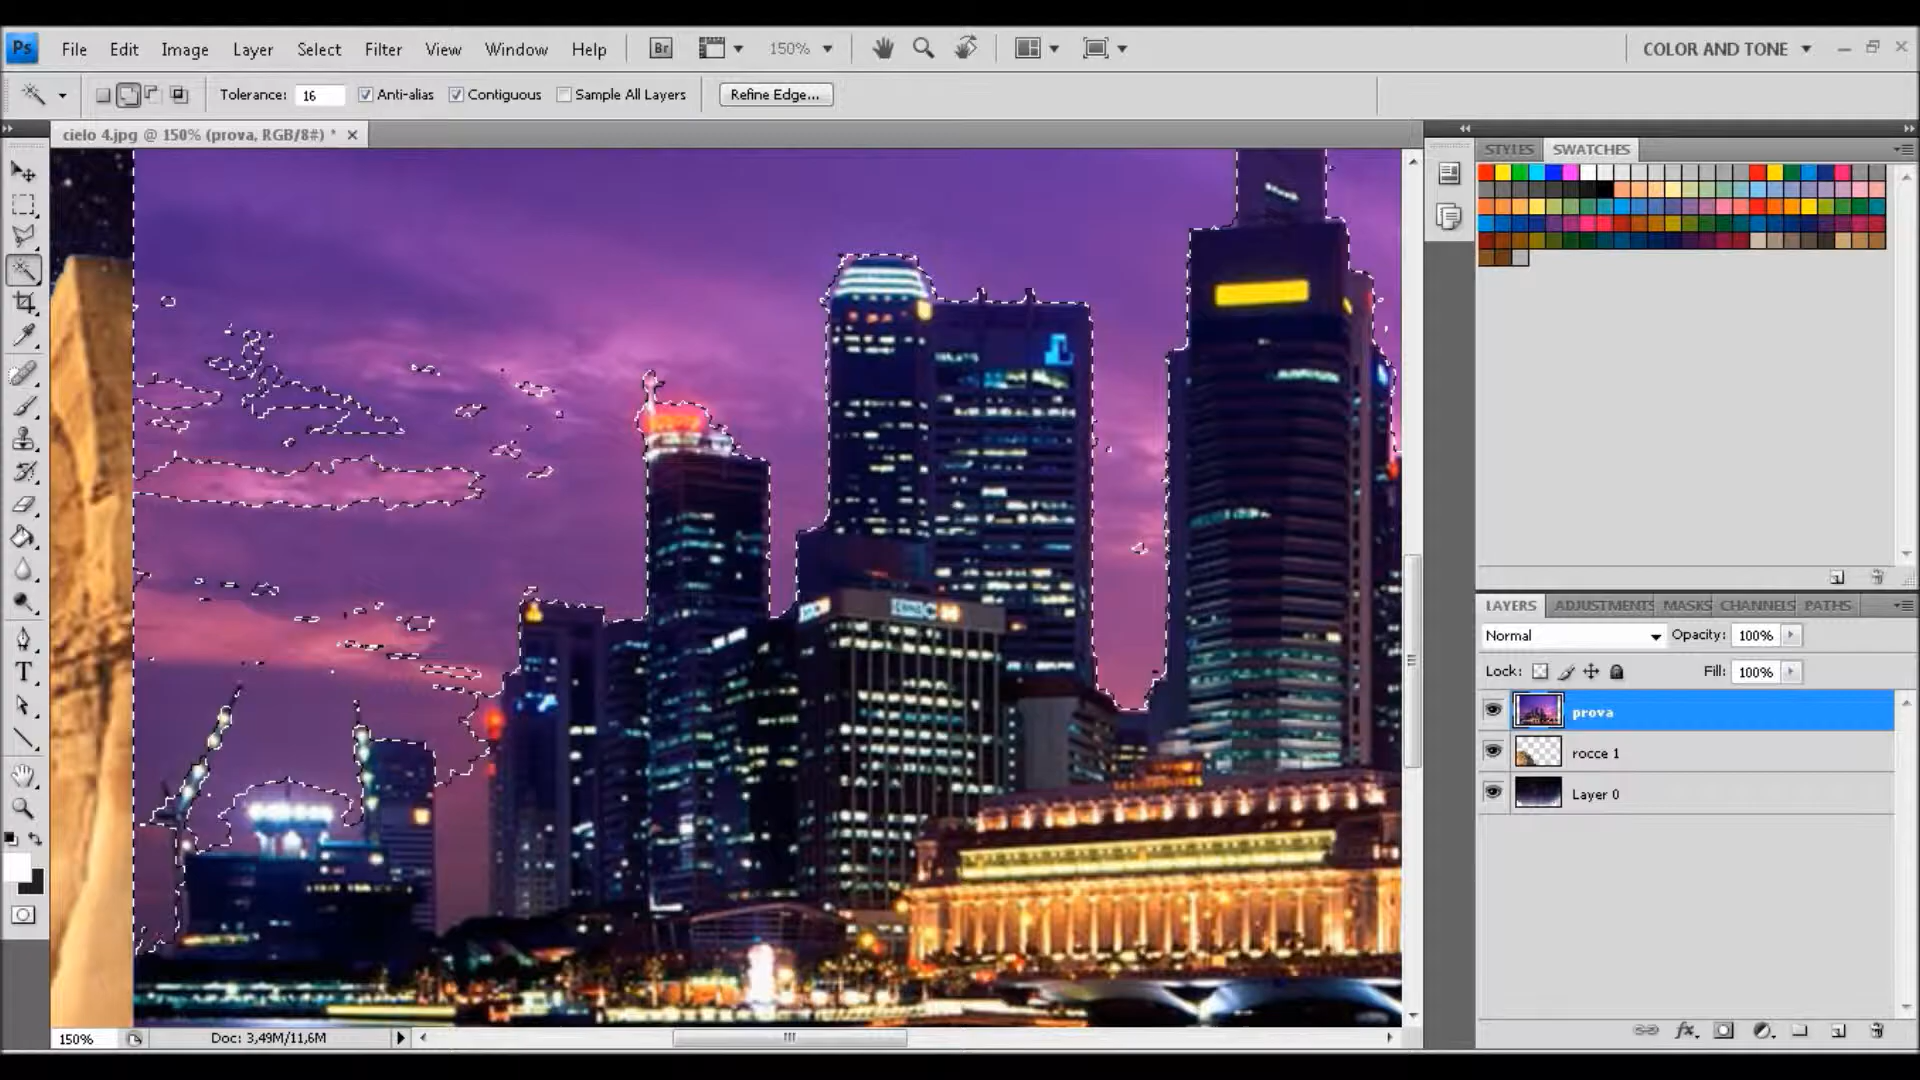 Ps File Edit Image Layer Select Filter View Window Help Br 150% COLOR AND TONE
Tolerance: 16 Anti-alias Contiguous Sample All Layers Refine Edge...
cielo 4.jpg @ 150% (prova, RGB/8#) *
STYLES SWATCHES
LAYERS ADJUSTMENTS MASKS CHANNELS PATHS
Normal Opacity: 100%
Lock: Fill: 100%
prova
rocce 1
Layer 0
150% Doc: 3,49M/11,6M